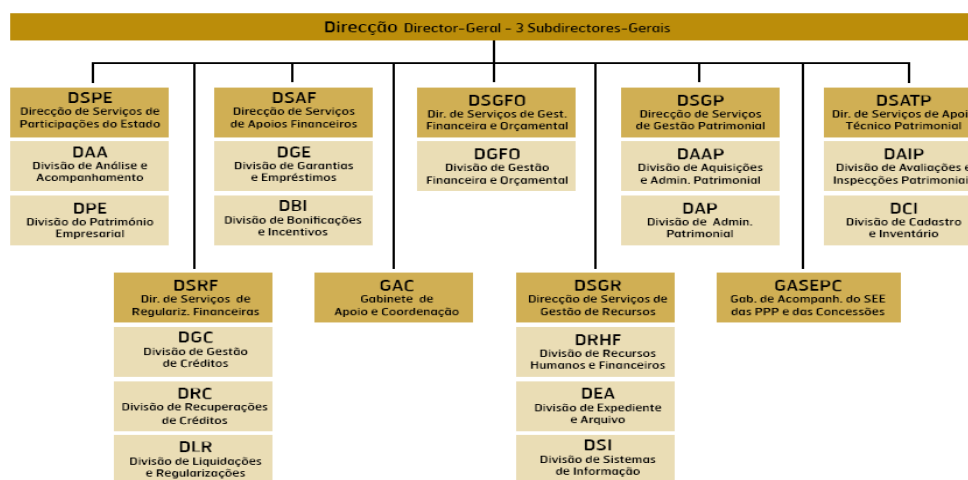 Direcção Director-Geral - 3 Subdirectores-Gerais
DSPE
Direcção de Serviços de
Participações do Estado
DAA
Divisão de Análise e
Acompanhamento
DPE
Divisão do Património
Empresarial
DSAF
Direcção de Serviços
de Apoios Financeiros
DGE
Divisão de Garantias
e Empréstimos
DBI
Divisão de Bonificações
e Incentivos
DSGFO
Dir. de Serviços de Gest.
Financeira e Orçamental
DGFO
Divisão de Gestão
Financeira e Orçamental
DSGP
Direcção de Serviços
de Gestão Patrimonial
DAAP
Divisão de Aquisições
e Admin. Patrimonial
DAP
Divisão de Admin.
Patrimonial
DSATP
Dir. de Serviços de Apoi
Técnico Patrimonial
DAIP
Divisão de Avaliações e
Inspecções Patrimoniai
DCI
Divisão de Cadastro
e Inventário
DSRF
Dir. de Serviços de
Regulariz. Financeiras
DGC
Divisão de Gestão
de Créditos
DRC
Divisão de Recuperações
de Créditos
DLR
Divisão de Liquidações
e Regularizações
GAC
Gabinete de
Apoio e Coordenação
DSGR
Direcção de Serviços de
Gestão de Recursos
DRHF
Divisão de Recursos
Humanos e Financeiros
DEA
Divisão de Expediente
e Arquivo
DSI
Divisão de Sistemas
de Informação
GASEPC
Gab. de Acompanh. do SEE
das PPP e das Concessões